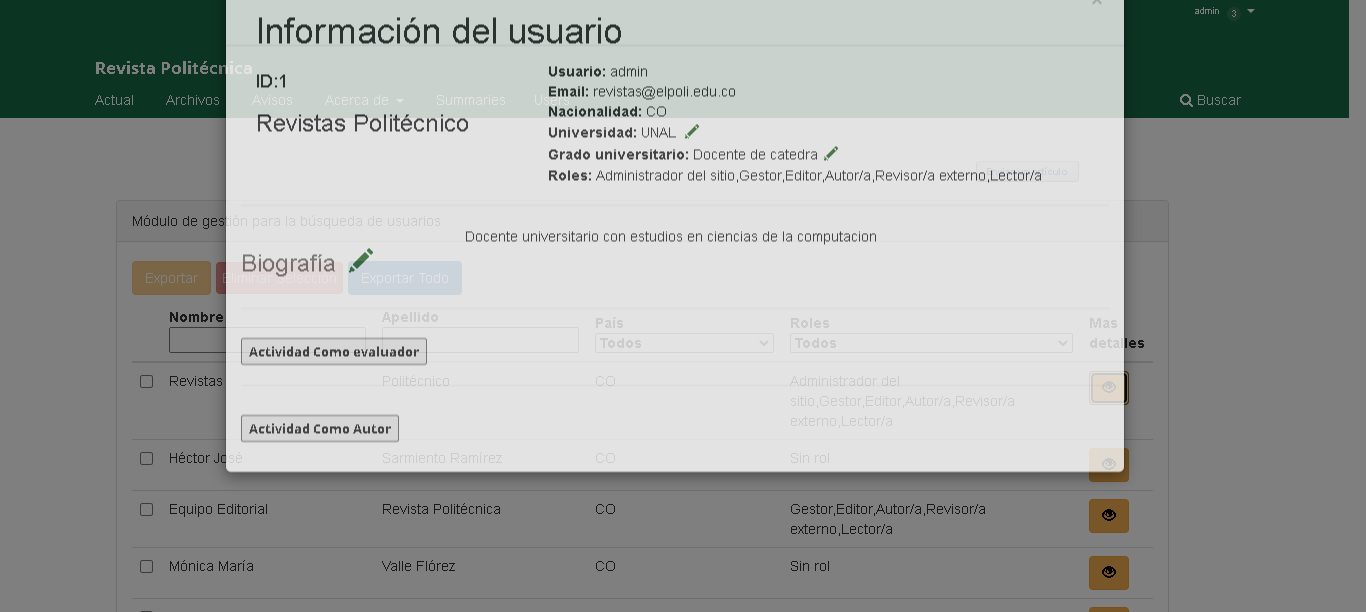 admin 3
×
Información del usuario
Revista Politécnica
Actual Archivos Avisos Acerca de Summaries Users Buscar
ID:1
Revistas Politécnico
Usuario: admin
Email: revistas@elpoli.edu.co
Nacionalidad: CO
Universidad: UNAL
Grado universitario: Docente de catedra
Roles: Administrador del sitio,Gestor,Editor,Autor/a,Revisor/a externo,Lector/a
Módulo de gestión para la búsqueda de usuarios
Docente universitario con estudios en ciencias de la computacion
Biografía
Exportar Exportar Todo
Nombre Apellido País Roles Mas detalles
Todos Todos
Actividad Como evaluador
Revistas Politécnico CO Administrador del
sitio,Gestor,Editor,Autor/a,Revisor/a
externo,Lector/a
Actividad Como Autor
Héctor José Sarmiento Ramírez CO Sin rol
Equipo Editorial Revista Politécnica CO Gestor,Editor,Autor/a,Revisor/a
externo,Lector/a
Mónica María Valle Flórez CO Sin rol